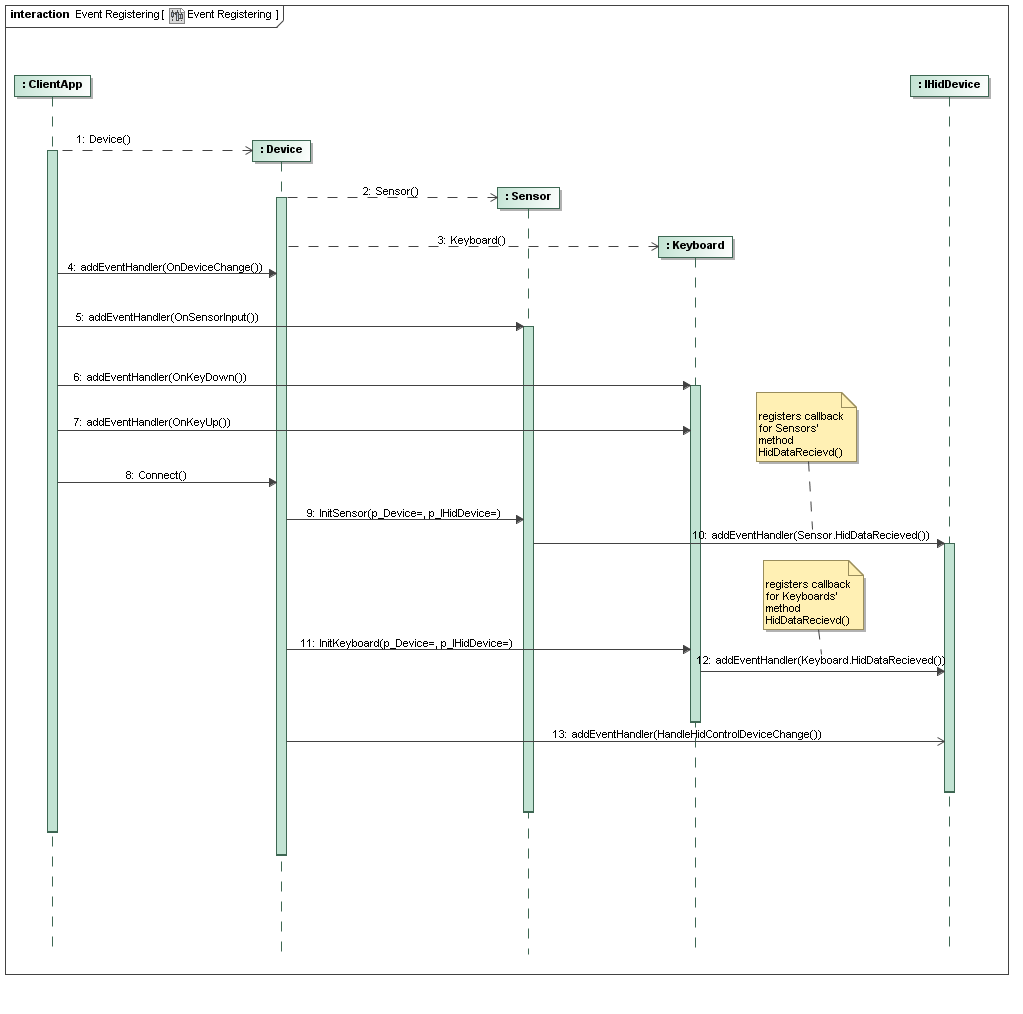 interaction Event Registering [ Event Registering ]
: ClientApp
: IHidDevice
1: Device()
: Device
2: Sensor()
: Sensor
3: Keyboard()
: Keyboard
4: addEventHandler(OnDeviceChange())
5: addEventHandler(OnSensorInput())
6: addEventHandler(OnKeyDown())
7: addEventHandler(OnKeyUp())
registers callback
for Sensors'
method
HidDataRecievd()
8: Connect()
9: InitSensor(p_Device=, p_IHidDevice=)
10: addEventHandler(Sensor.HidDataRecieved())
registers callback
for Keyboards'
method
HidDataRecievd()
11: InitKeyboard(p_Device=, p_IHidDevice=)
12: addEventHandler(Keyboard.HidDataRecieved())
13: addEventHandler(HandleHidControlDeviceChange())